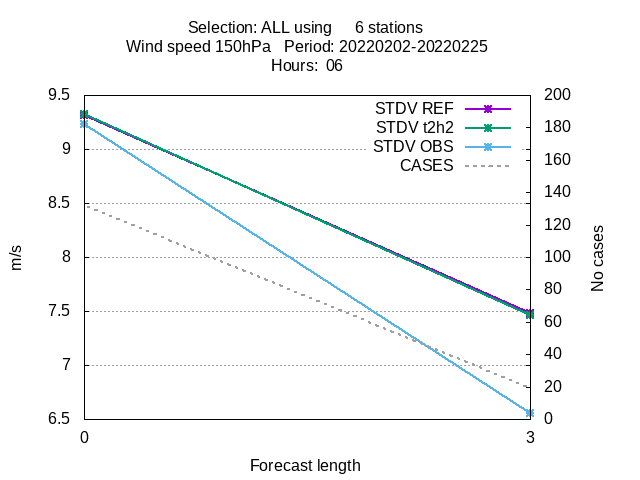 Selection: ALL using 6 stations
Wind speed 150hPa Period: 20220202-20220225
Hours: 06
9.5
9
8.5
8
7.5
7
6.5
m/s
STDV REF
STDV t2h2
STDV OBS
CASES
200
180
160
140
120
100
80
60
40
20
0
No cases
0 3
Forecast length